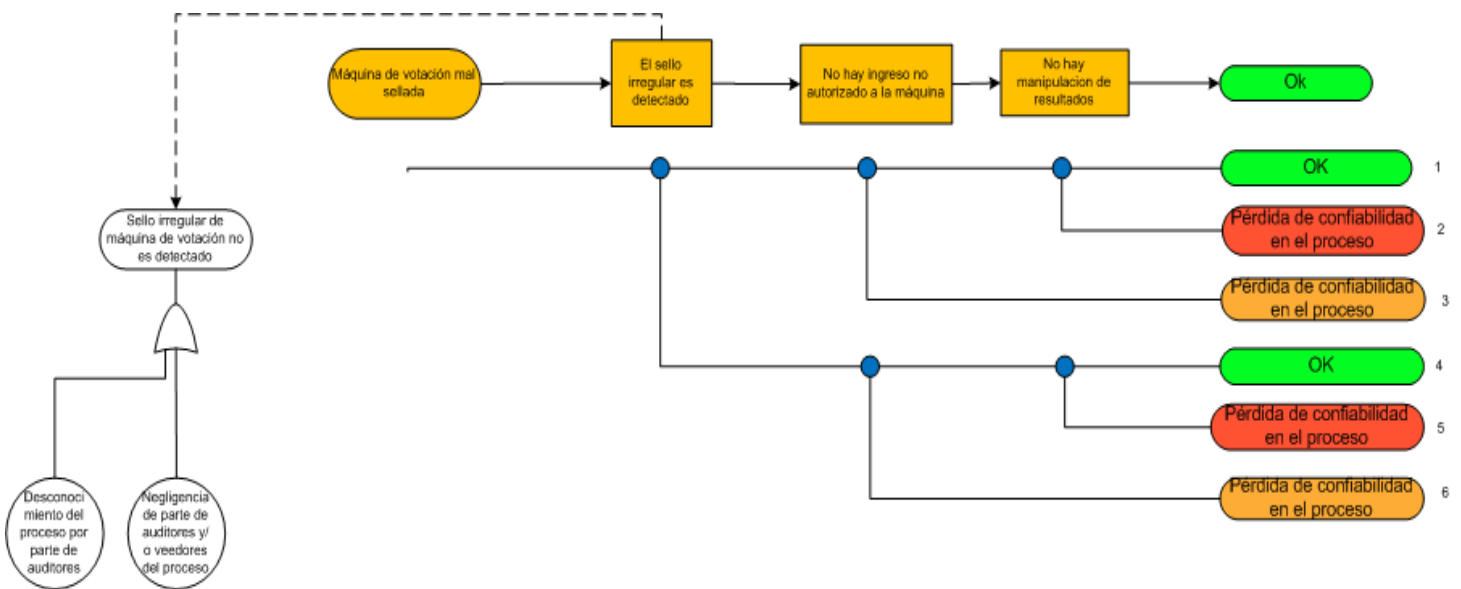 Máquina de votación mal
sellada
El sello
irregular es
detectado
No hay ingreso no
autorizado a la máquina
No hay
manipulacion de
resultados
Ok
OK
1
Pérdida de confiabilidad
en el proceso
2
Pérdida de confiabilidad
en el proceso
3
OK
4
Pérdida de confiabilidad
en el proceso
5
Pérdida de confiabilidad
en el proceso
6
Sello irregular de
máquina de votación no
es detectado
Desconoci
miento del
proceso por
parte de
auditores
Negligencia
de parte de
auditores y/
o veedores
del proceso